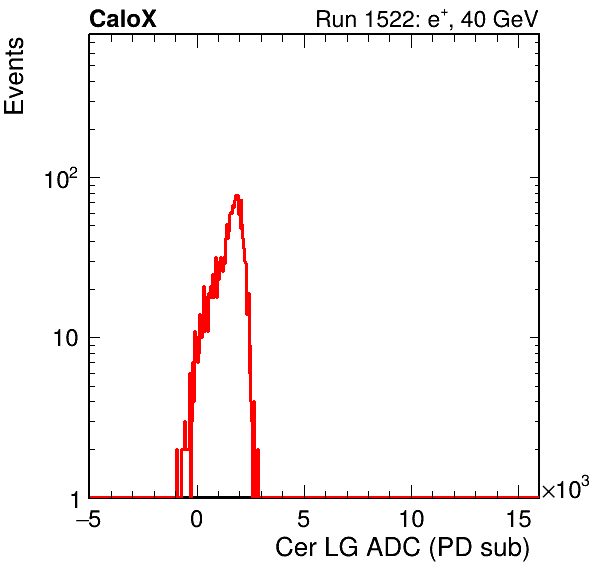 CaloX Run 1522: e⁺, 40 GeV
Events
10²
10
1
−5 0 5 10 15 ×10³
Cer LG ADC (PD sub)